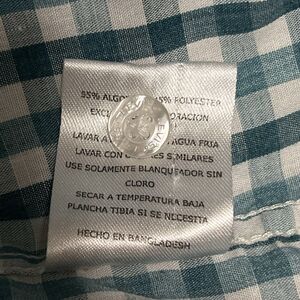 % ALGO 5% POLYESTER
EXC ORACION
LAVAR A AGUA FRIA
LAVAR CON SIMILARES
USE SOLAMENTE BLANQUEADOR SIN
CLORO
SECAR A TEMPERATURA BAJA
PLANCHA TIBIA SI SE NECESITA
HECHO EN BANGLADESH